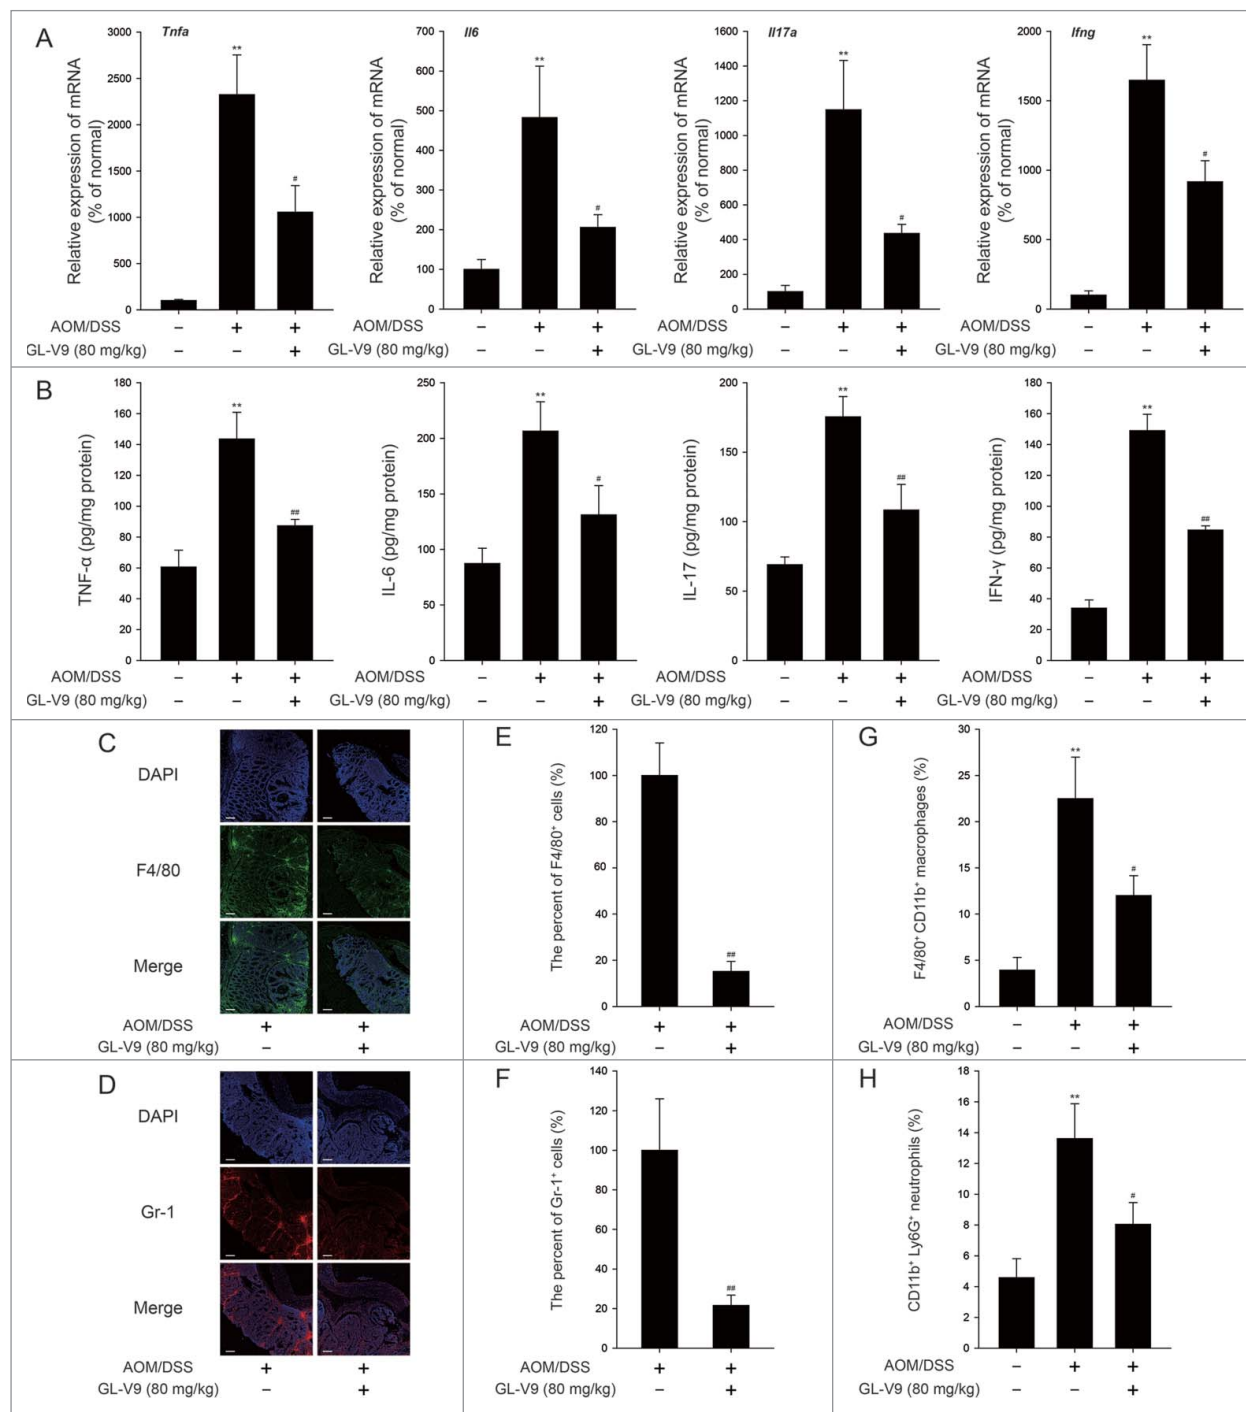 A
Tnfa
Relative expression of mRNA
(% of normal)
3000
2500
2000
1500
1000
500
0
**
#
AOM/DSS − + +
GL-V9 (80 mg/kg) − − +
Il6
Relative expression of mRNA
(% of normal)
700
600
500
400
300
200
100
0
**
#
AOM/DSS − + +
GL-V9 (80 mg/kg) − − +
Il17a
Relative expression of mRNA
(% of normal)
1600
1400
1200
1000
800
600
400
200
0
**
#
AOM/DSS − + +
GL-V9 (80 mg/kg) − − +
Ifng
Relative expression of mRNA
(% of normal)
2000
1500
1000
500
0
**
#
AOM/DSS − + +
GL-V9 (80 mg/kg) − − +
B
TNF-α (pg/mg protein)
180
160
140
120
100
80
60
40
20
0
**
##
AOM/DSS − + +
GL-V9 (80 mg/kg) − − +
IL-6 (pg/mg protein)
250
200
150
100
50
0
**
#
AOM/DSS − + +
GL-V9 (80 mg/kg) − − +
IL-17 (pg/mg protein)
200
150
100
50
0
**
##
AOM/DSS − + +
GL-V9 (80 mg/kg) − − +
IFN-γ (pg/mg protein)
180
160
140
120
100
80
60
40
20
0
**
##
AOM/DSS − + +
GL-V9 (80 mg/kg) − − +
C
DAPI
F4/80
Merge
AOM/DSS + +
GL-V9 (80 mg/kg) − +
E
The percent of F4/80⁺ cells (%)
120
100
80
60
40
20
0
##
AOM/DSS + +
GL-V9 (80 mg/kg) − +
G
F4/80⁺ CD11b⁺ macrophages (%)
30
25
20
15
10
5
0
**
#
AOM/DSS − + +
GL-V9 (80 mg/kg) − − +
D
DAPI
Gr-1
Merge
AOM/DSS + +
GL-V9 (80 mg/kg) − +
F
The percent of Gr-1⁺ cells (%)
140
120
100
80
60
40
20
0
##
AOM/DSS + +
GL-V9 (80 mg/kg) − +
H
CD11b⁺ Ly6G⁺ neutrophils (%)
18
16
14
12
10
8
6
4
2
0
**
#
AOM/DSS − + +
GL-V9 (80 mg/kg) − − +